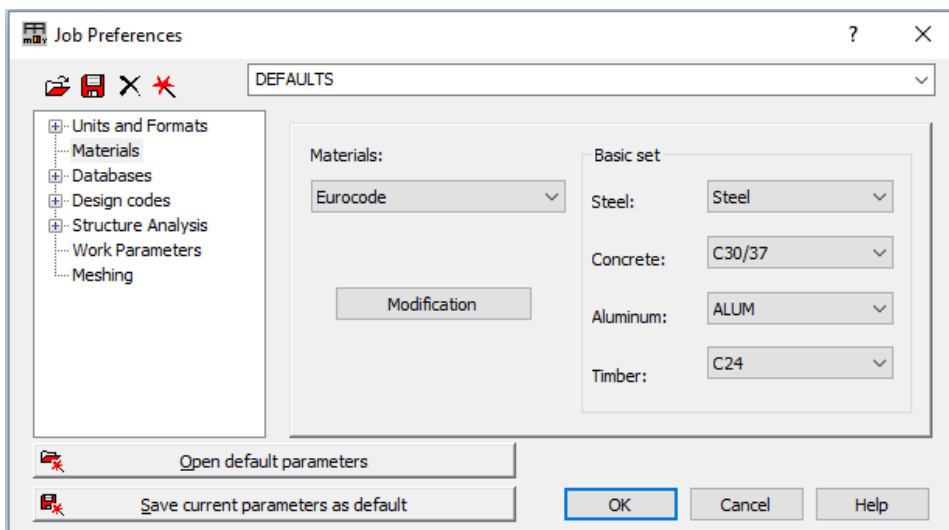 Job Preferences
?
DEFAULTS
Units and Formats
Materials
Databases
Design codes
Structure Analysis
Work Parameters
Meshing
Materials:
Eurocode
Modification
Basic set
Steel: Steel
Concrete: C30/37
Aluminum: ALUM
Timber: C24
Open default parameters
Save current parameters as default
OK Cancel Help